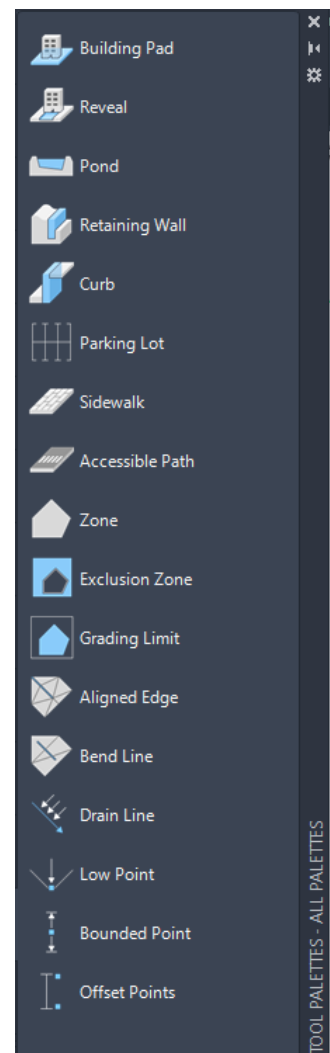 Building Pad
Reveal
Pond
Retaining Wall
Curb
Parking Lot
Sidewalk
Accessible Path
Zone
Exclusion Zone
Grading Limit
Aligned Edge
Bend Line
Drain Line
Low Point
Bounded Point
Offset Points
TOOL PALETTES - ALL PALETTES